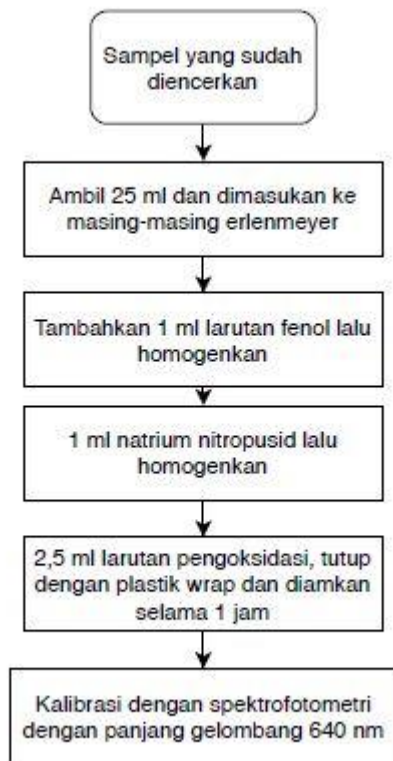 Sampel yang sudah
diencerkan
Ambil 25 ml dan dimasukan ke
masing-masing erlenmeyer
Tambahkan 1 ml larutan fenol lalu
homogenkan
1 ml natrium nitropusid lalu
homogenkan
2,5 ml larutan pengoksidasi, tutup
dengan plastik wrap dan diamkan
selama 1 jam
Kalibrasi dengan spektrofotometri
dengan panjang gelombang 640 nm